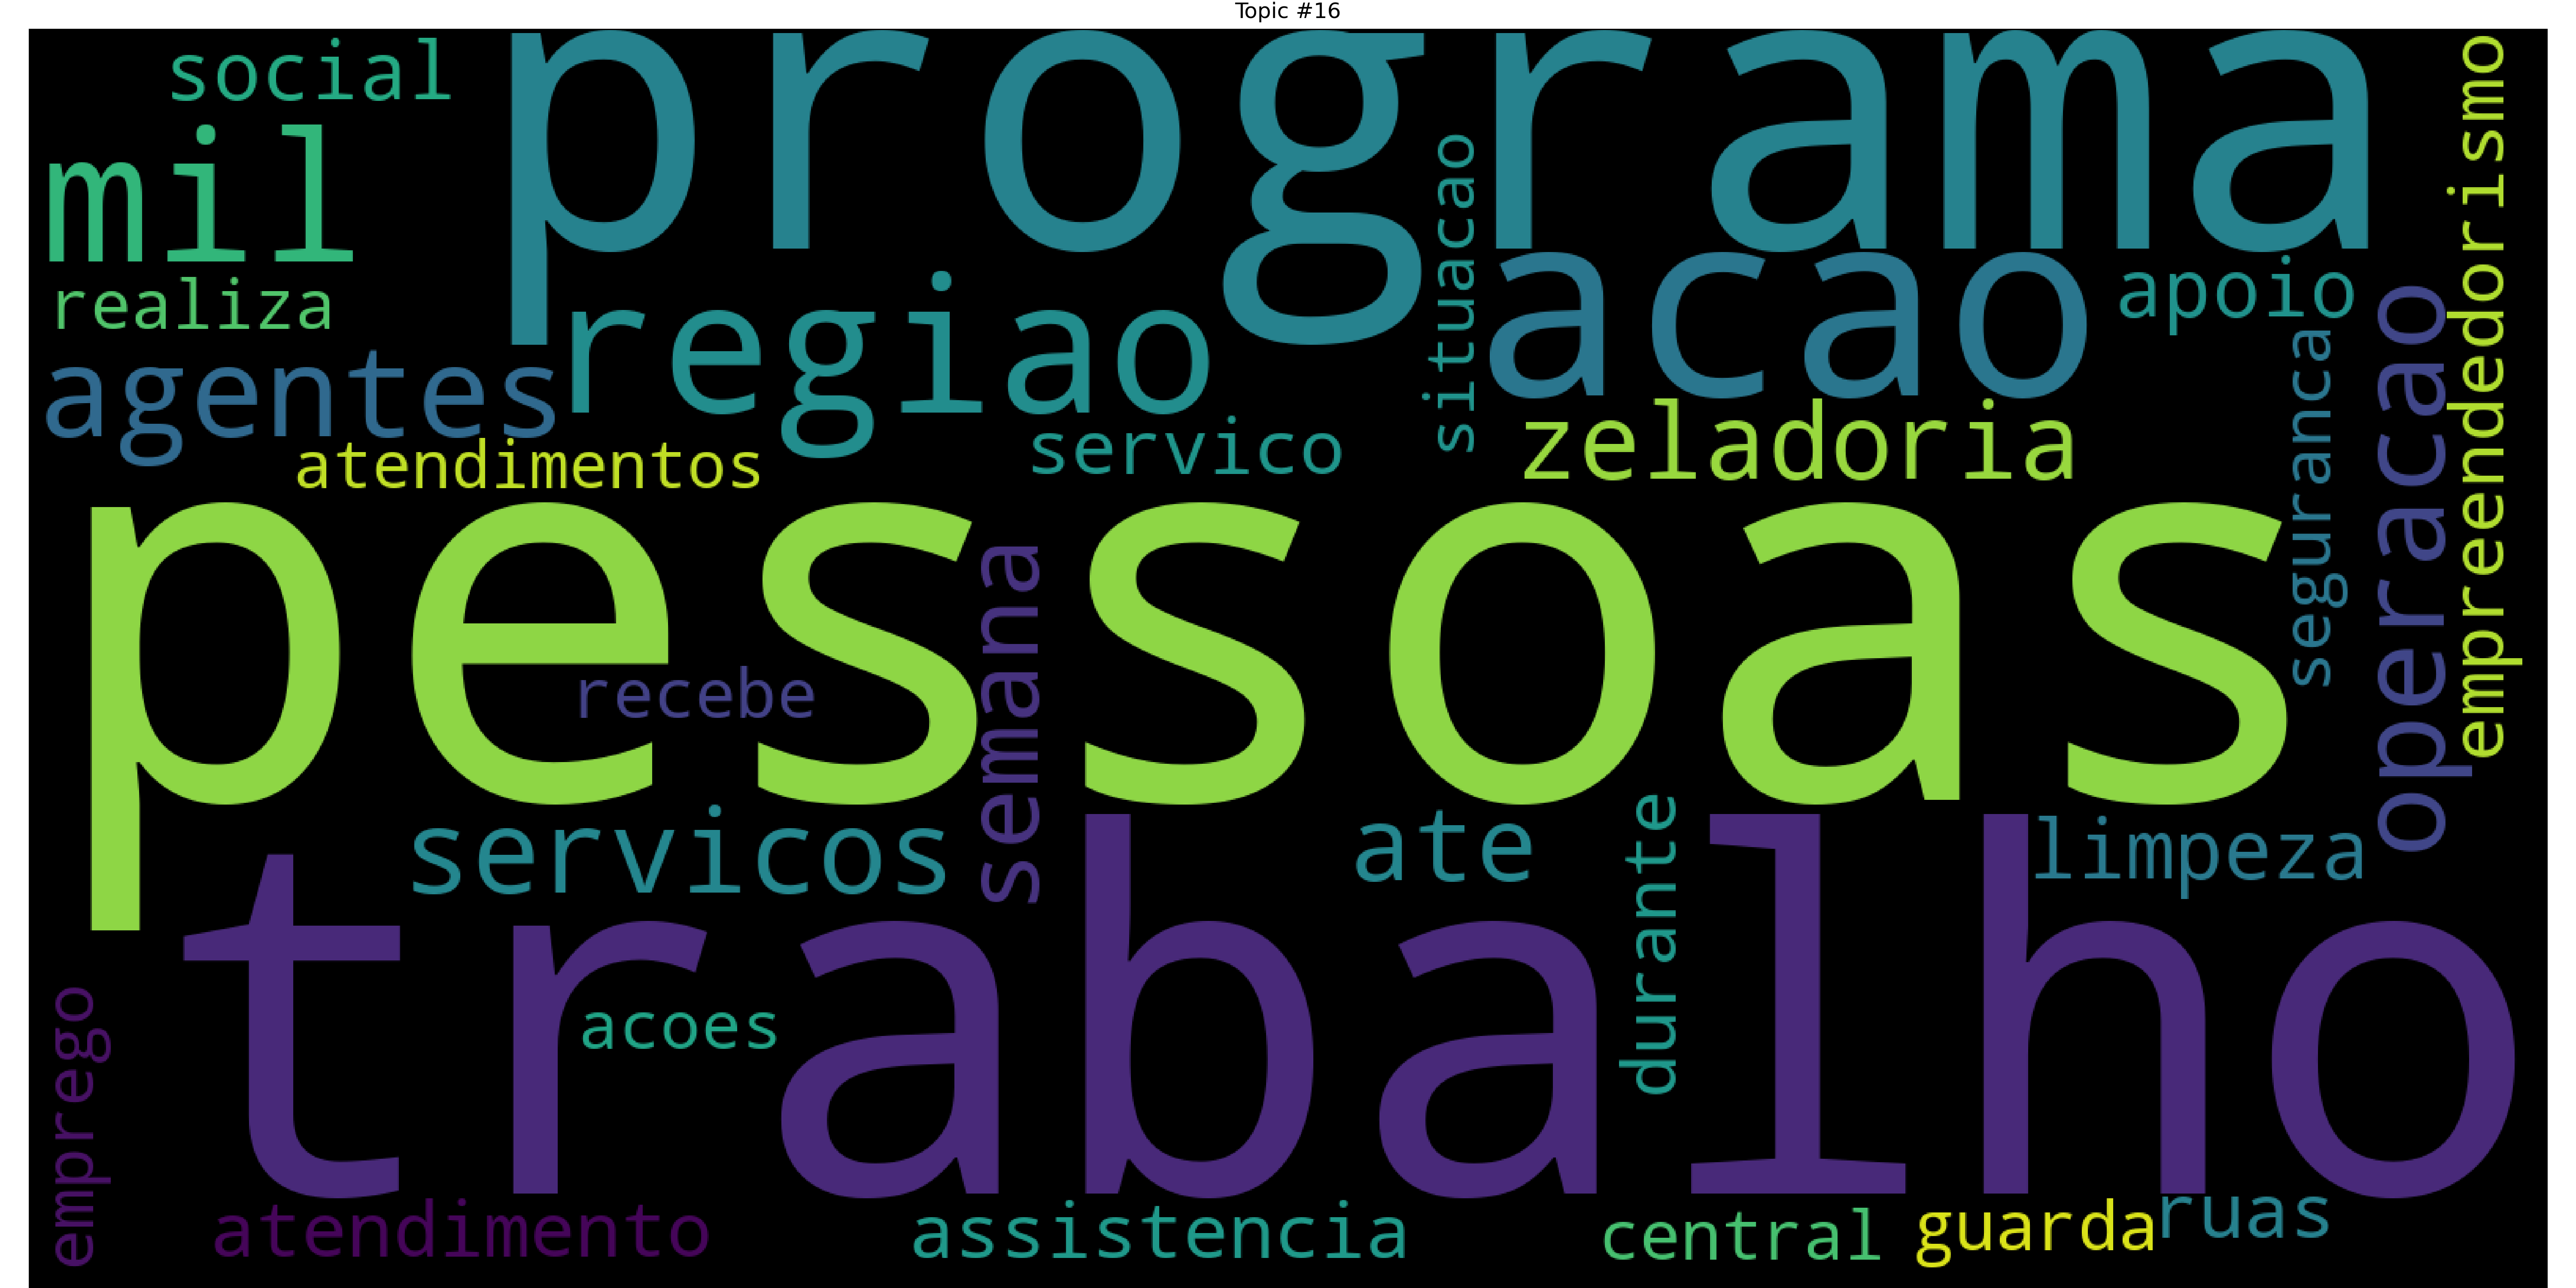 Topic #16
social
programa
mil
empreendedorismo
situacao
realiza
regiao
acao
apoio
agentes
operacao
seguranca
servico
zeladoria
atendimentos
pessoas
recebe
semana
servicos
ate
durante
limpeza
trabalho
emprego
acoes
atendimento
assistencia
central
guarda
ruas